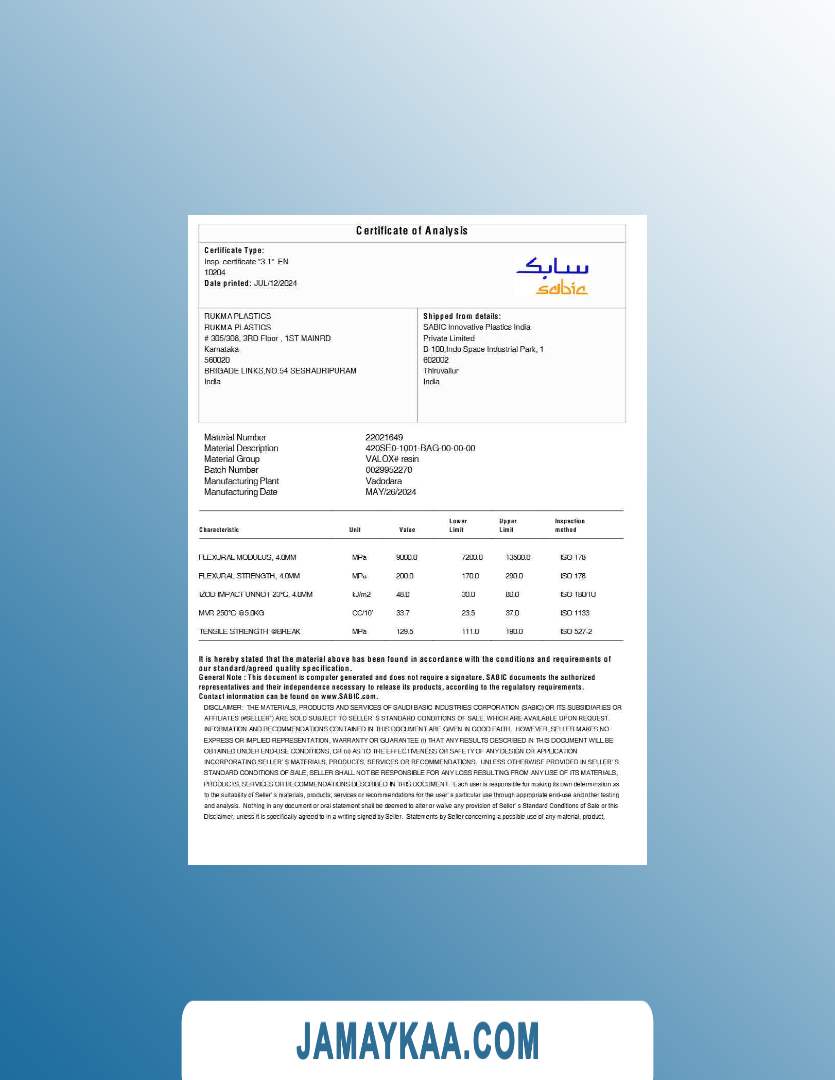 Certificate of Analysis
Certificate Type:
Insp. certificate "3.1" EN
10204
Date printed: JUL/12/2024
سابك
sabic
RUKMA PLASTICS
RUKMA PLASTICS
# 305/306, 3RD Floor , 1ST MAINRD
Karnataka
560020
BRIGADE LINKS,NO.54 SESHADRIPURAM
India
Shipped from details:
SABIC Innovative Plastics India
Private Limited
D-100,Indo Space Industrial Park, 1
602002
Thiruvallur
India
Material Number 22021649
Material Description 420SE0-1001-BAG-00-00-00
Material Group VALOX# resin
Batch Number 0029952270
Manufacturing Plant Vadodara
Manufacturing Date MAY/26/2024
Characteristic Unit Value Lower Limit Upper Limit Inspection method
FLEXURAL MODULUS, 4.0MM MPa 9000.0 7200.0 13500.0 ISO 178
FLEXURAL STRENGTH, 4.0MM MPa 200.0 170.0 290.0 ISO 178
IZOD IMPACT UNNOT 23°C, 4.0MM kJ/m2 48.0 30.0 80.0 ISO 180/1U
MVR 250°C @5.0KG CC/10' 33.7 23.5 37.0 ISO 1133
TENSILE STRENGTH @BREAK MPa 129.5 111.0 190.0 ISO 527-2
It is hereby stated that the material above has been found in accordance with the conditions and requirements of
our standard/agreed quality specification.
General Note : This document is computer generated and does not require a signature. SABIC documents the authorized
representatives and their independence necessary to release its products, according to the regulatory requirements.
Contact information can be found on www.SABIC.com.
DISCLAIMER: THE MATERIALS, PRODUCTS AND SERVICES OF SAUDI BASIC INDUSTRIES CORPORATION (SABIC) OR ITS SUBSIDIARIES OR
AFFILIATES (#SELLER") ARE SOLD SUBJECT TO SELLER`S STANDARD CONDITIONS OF SALE, WHICH ARE AVAILABLE UPON REQUEST.
INFORMATION AND RECOMMENDATIONS CONTAINED IN THIS DOCUMENT ARE GIVEN IN GOOD FAITH. HOWEVER, SELLER MAKES NO
EXPRESS OR IMPLIED REPRESENTATION, WARRANTY OR GUARANTEE (i) THAT ANY RESULTS DESCRIBED IN THIS DOCUMENT WILL BE
OBTAINED UNDER END-USE CONDITIONS, OR (ii) AS TO THE EFFECTIVENESS OR SAFETY OF ANY DESIGN OR APPLICATION
INCORPORATING SELLER`S MATERIALS, PRODUCTS, SERVICES OR RECOMMENDATIONS. UNLESS OTHERWISE PROVIDED IN SELLER`S
STANDARD CONDITIONS OF SALE, SELLER SHALL NOT BE RESPONSIBLE FOR ANY LOSS RESULTING FROM ANY USE OF ITS MATERIALS,
PRODUCTS, SERVICES OR RECOMMENDATIONS DESCRIBED IN THIS DOCUMENT. Each user is responsible for making its own determination as
to the suitability of Seller`s materials, products, services or recommendations for the user`s particular use through appropriate end-use and other testing
and analysis. Nothing in any document or oral statement shall be deemed to alter or waive any provision of Seller`s Standard Conditions of Sale or this
Disclaimer, unless it is specifically agreed to in a writing signed by Seller. Statements by Seller concerning a possible use of any material, product,
JAMAYKAA.COM